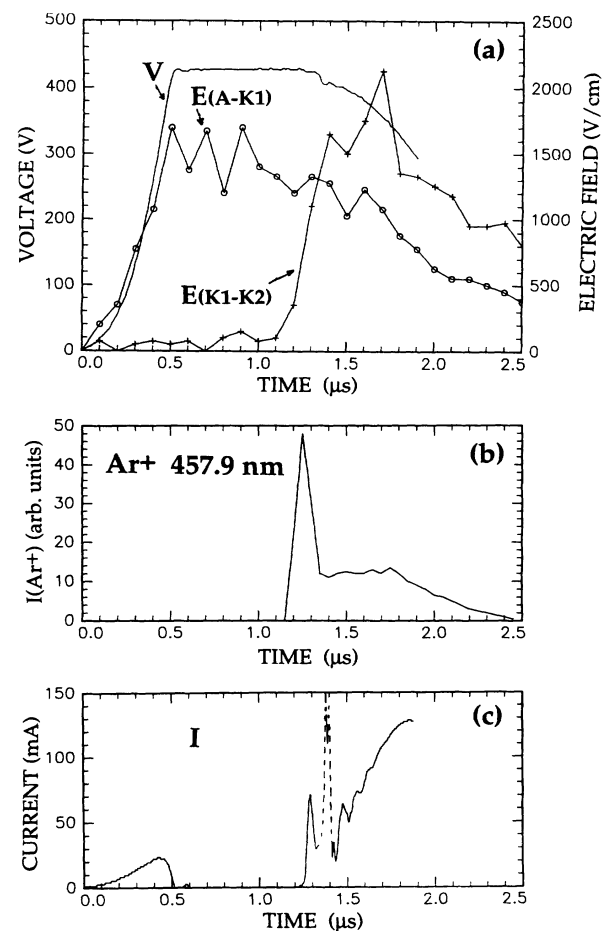 500
2500
(a)
V
400
2000
E(A-K1)
VOLTAGE (V)
300
1500
ELECTRIC FIELD (V/cm)
200
1000
E(K1-K2)
100
500
0
0
0.0 0.5 1.0 1.5 2.0 2.5
TIME (μs)
50
Ar+ 457.9 nm
(b)
40
I(Ar+) (arb. units)
30
20
10
0
0.0 0.5 1.0 1.5 2.0 2.5
TIME (μs)
150
I
(c)
CURRENT (mA)
100
50
0
0.0 0.5 1.0 1.5 2.0 2.5
TIME (μs)